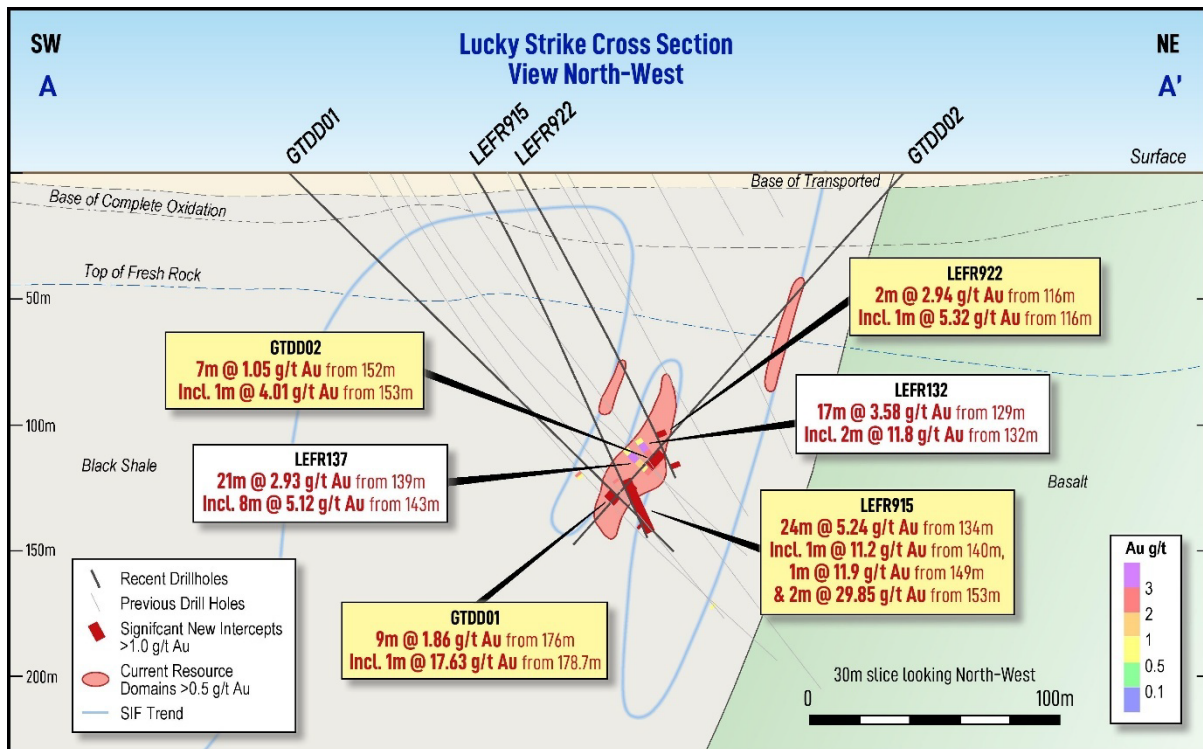 SW
A
Lucky Strike Cross Section
View North-West
NE
A'
GTDD01
LEFR915
LEFR922
GTDD02
Surface
Base of Transported
Base of Complete Oxidation
Top of Fresh Rock
50m
100m
150m
200m
Black Shale
Basalt
LEFR922
2m @ 2.94 g/t Au from 116m
Incl. 1m @ 5.32 g/t Au from 116m
GTDD02
7m @ 1.05 g/t Au from 152m
Incl. 1m @ 4.01 g/t Au from 153m
LEFR132
17m @ 3.58 g/t Au from 129m
Incl. 2m @ 11.8 g/t Au from 132m
LEFR137
21m @ 2.93 g/t Au from 139m
Incl. 8m @ 5.12 g/t Au from 143m
LEFR915
24m @ 5.24 g/t Au from 134m
Incl. 1m @ 11.2 g/t Au from 140m,
1m @ 11.9 g/t Au from 149m
& 2m @ 29.85 g/t Au from 153m
GTDD01
9m @ 1.86 g/t Au from 176m
Incl. 1m @ 17.63 g/t Au from 178.7m
Recent Drillholes
Previous Drill Holes
Signifcant New Intercepts
>1.0 g/t Au
Current Resource
Domains >0.5 g/t Au
SIF Trend
30m slice looking North-West
0
100m
Au g/t
3
2
1
0.5
0.1